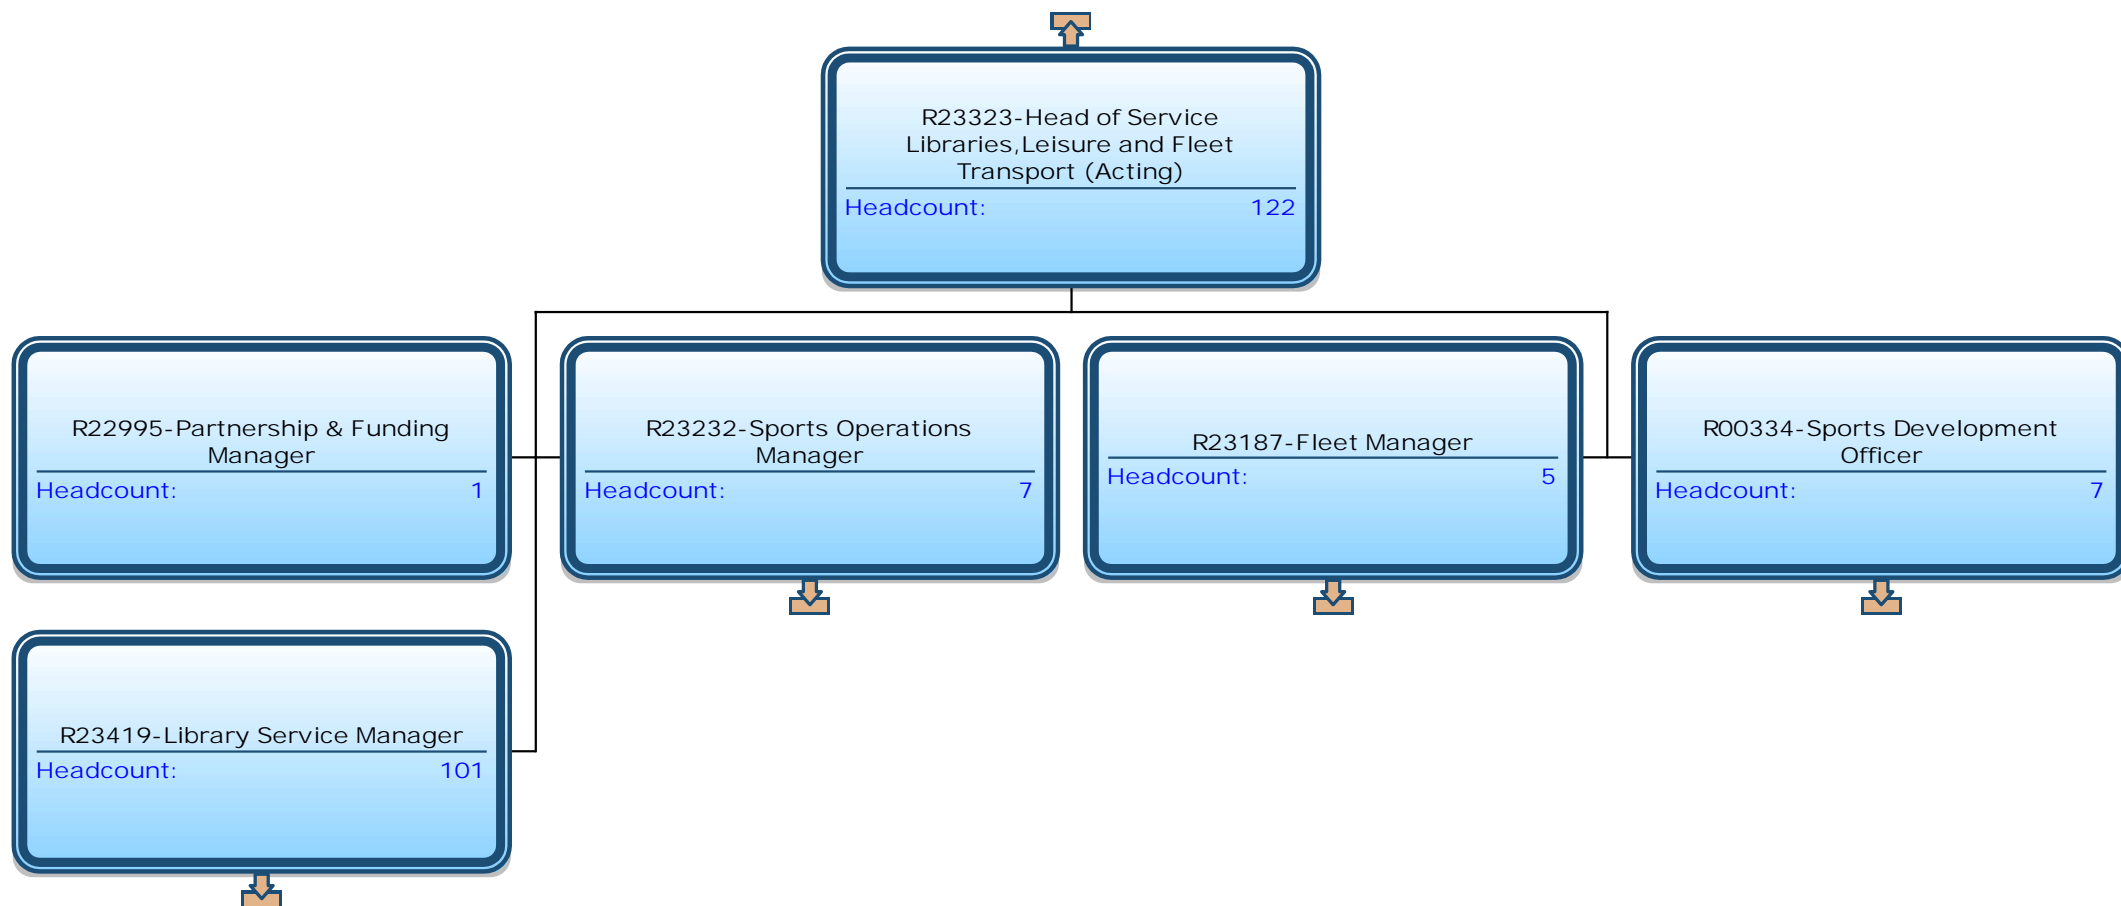 R23323-Head of Service
Libraries,Leisure and Fleet
Transport (Acting)
Headcount: 122
R22995-Partnership & Funding
Manager
Headcount: 1
R23232-Sports Operations
Manager
Headcount: 7
R23187-Fleet Manager
Headcount: 5
R00334-Sports Development
Officer
Headcount: 7
R23419-Library Service Manager
Headcount: 101